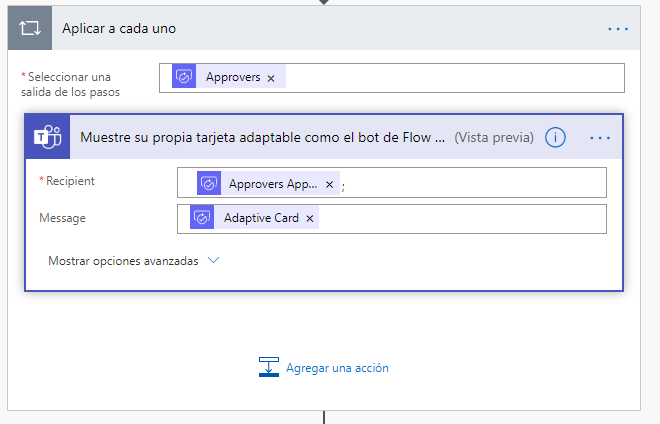 Aplicar a cada uno
* Seleccionar una
salida de los pasos
Approvers ×
T
Muestre su propia tarjeta adaptable como el bot de Flow ... (Vista previa)
* Recipient
Approvers App... × ;
Message
Adaptive Card ×
Mostrar opciones avanzadas
Agregar una acción